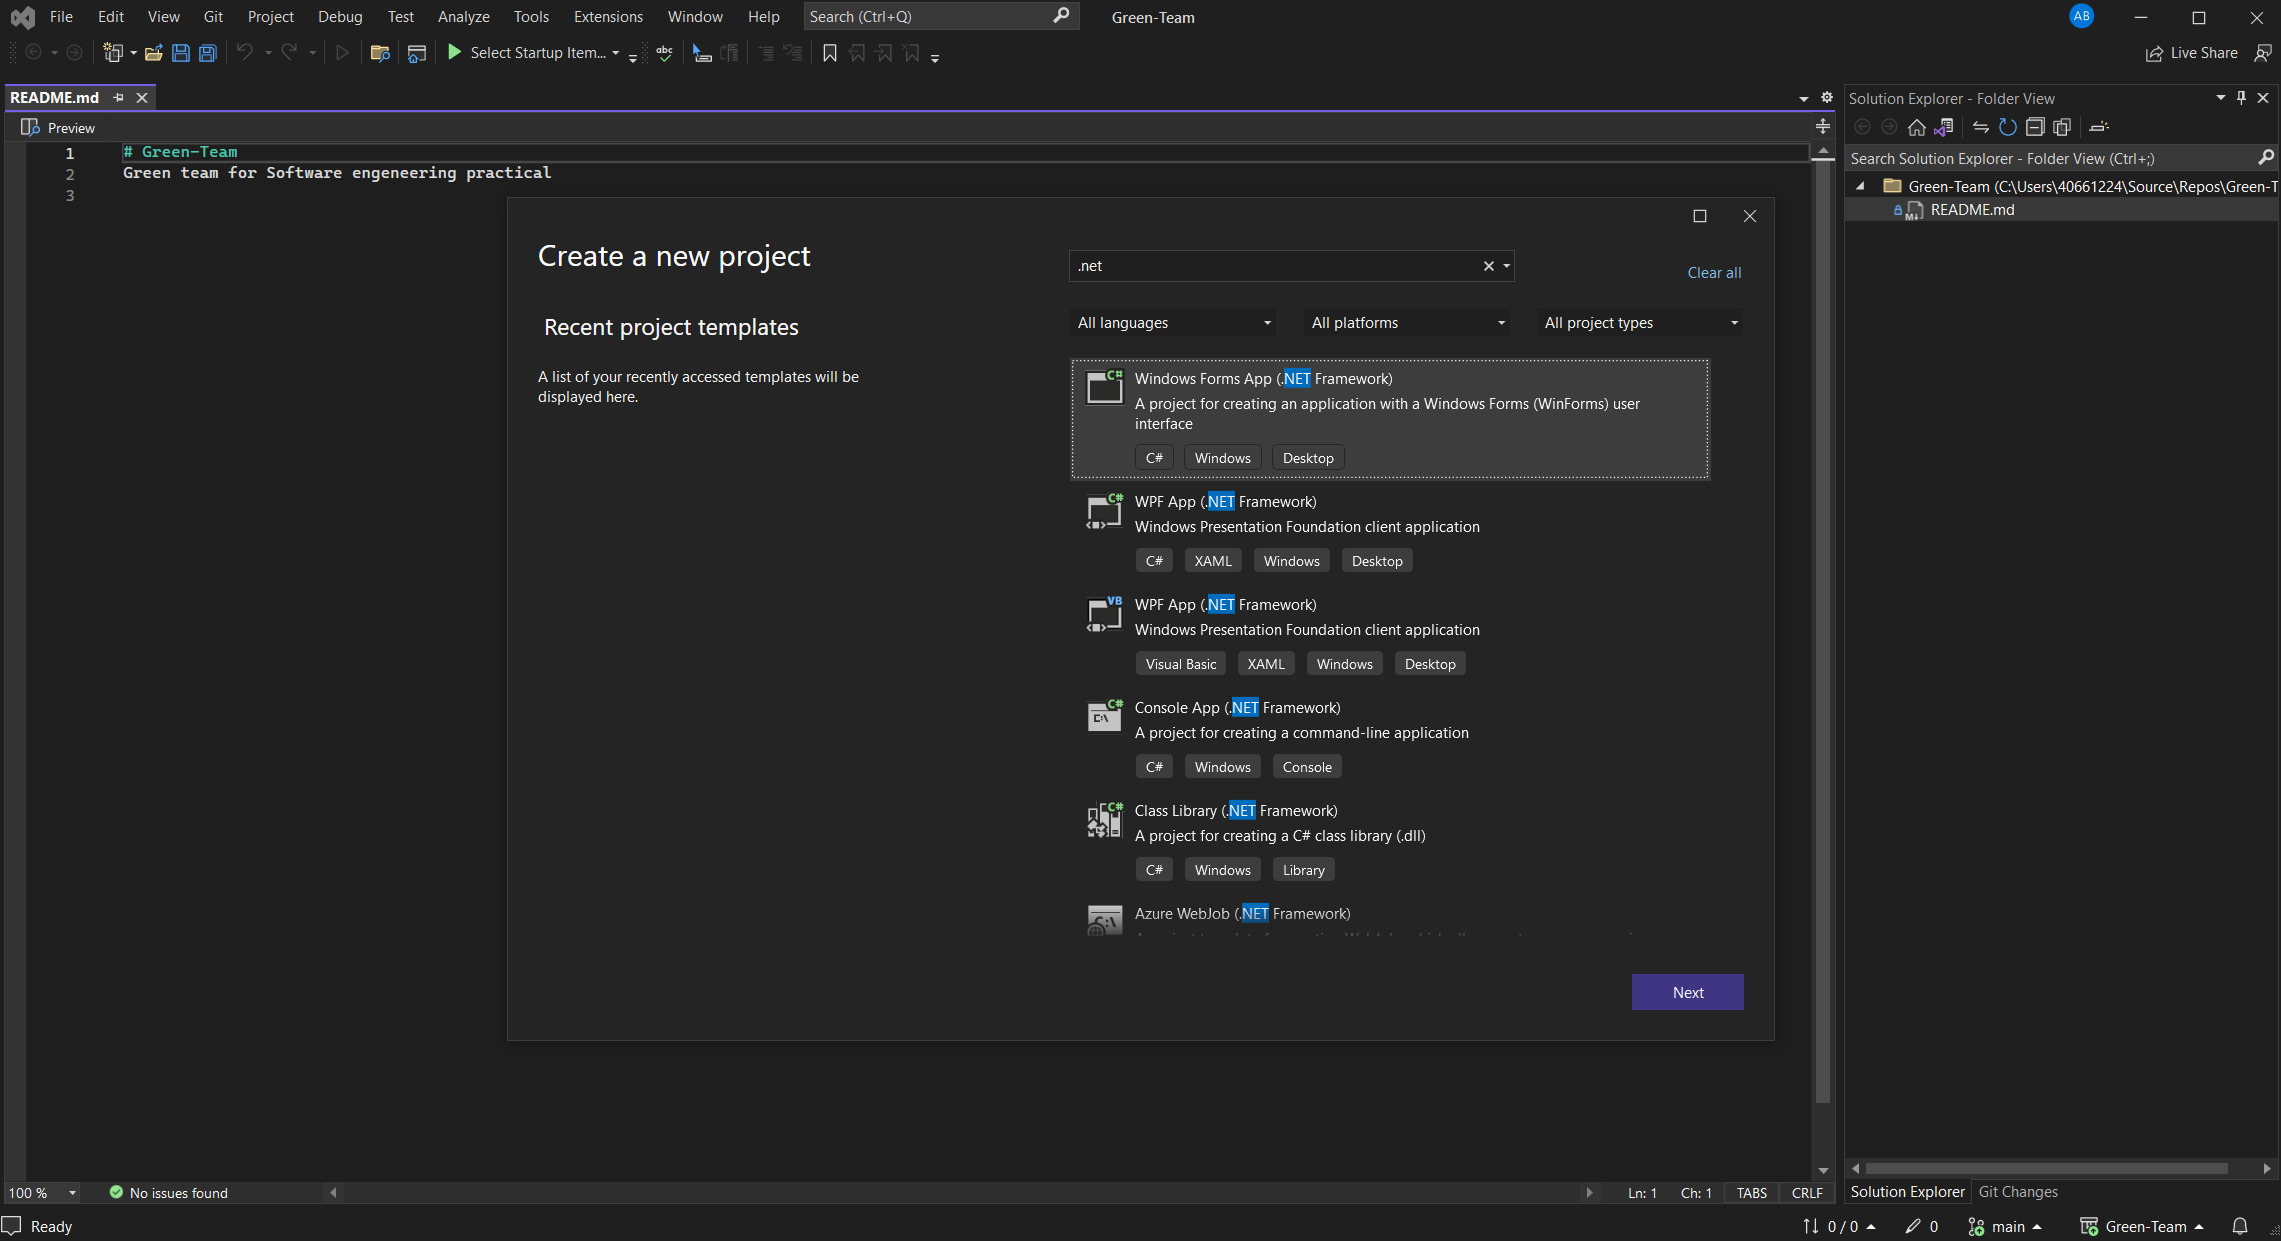 File Edit View Git Project Debug Test Analyze Tools Extensions Window Help Search (Ctrl+Q) Green-Team AB
Select Startup Item... abc Live Share
README.md
Preview
1 # Green-Team
2 Green team for Software engeneering practical
3
Create a new project
Recent project templates
A list of your recently accessed templates will be
displayed here.
.net
Clear all
All languages All platforms All project types
C# Windows Forms App (.NET Framework)
A project for creating an application with a Windows Forms (WinForms) user
interface
C# Windows Desktop
C# WPF App (.NET Framework)
Windows Presentation Foundation client application
C# XAML Windows Desktop
VB WPF App (.NET Framework)
Windows Presentation Foundation client application
Visual Basic XAML Windows Desktop
C# Console App (.NET Framework)
A project for creating a command-line application
C# Windows Console
C# Class Library (.NET Framework)
A project for creating a C# class library (.dll)
C# Windows Library
Azure WebJob (.NET Framework)
Next
Solution Explorer - Folder View
Search Solution Explorer - Folder View (Ctrl+;)
Green-Team (C:\Users\40661224\Source\Repos\Green-T
README.md
100 % No issues found Ln: 1 Ch: 1 TABS CRLF
Solution Explorer Git Changes
Ready 0 / 0 0 main Green-Team